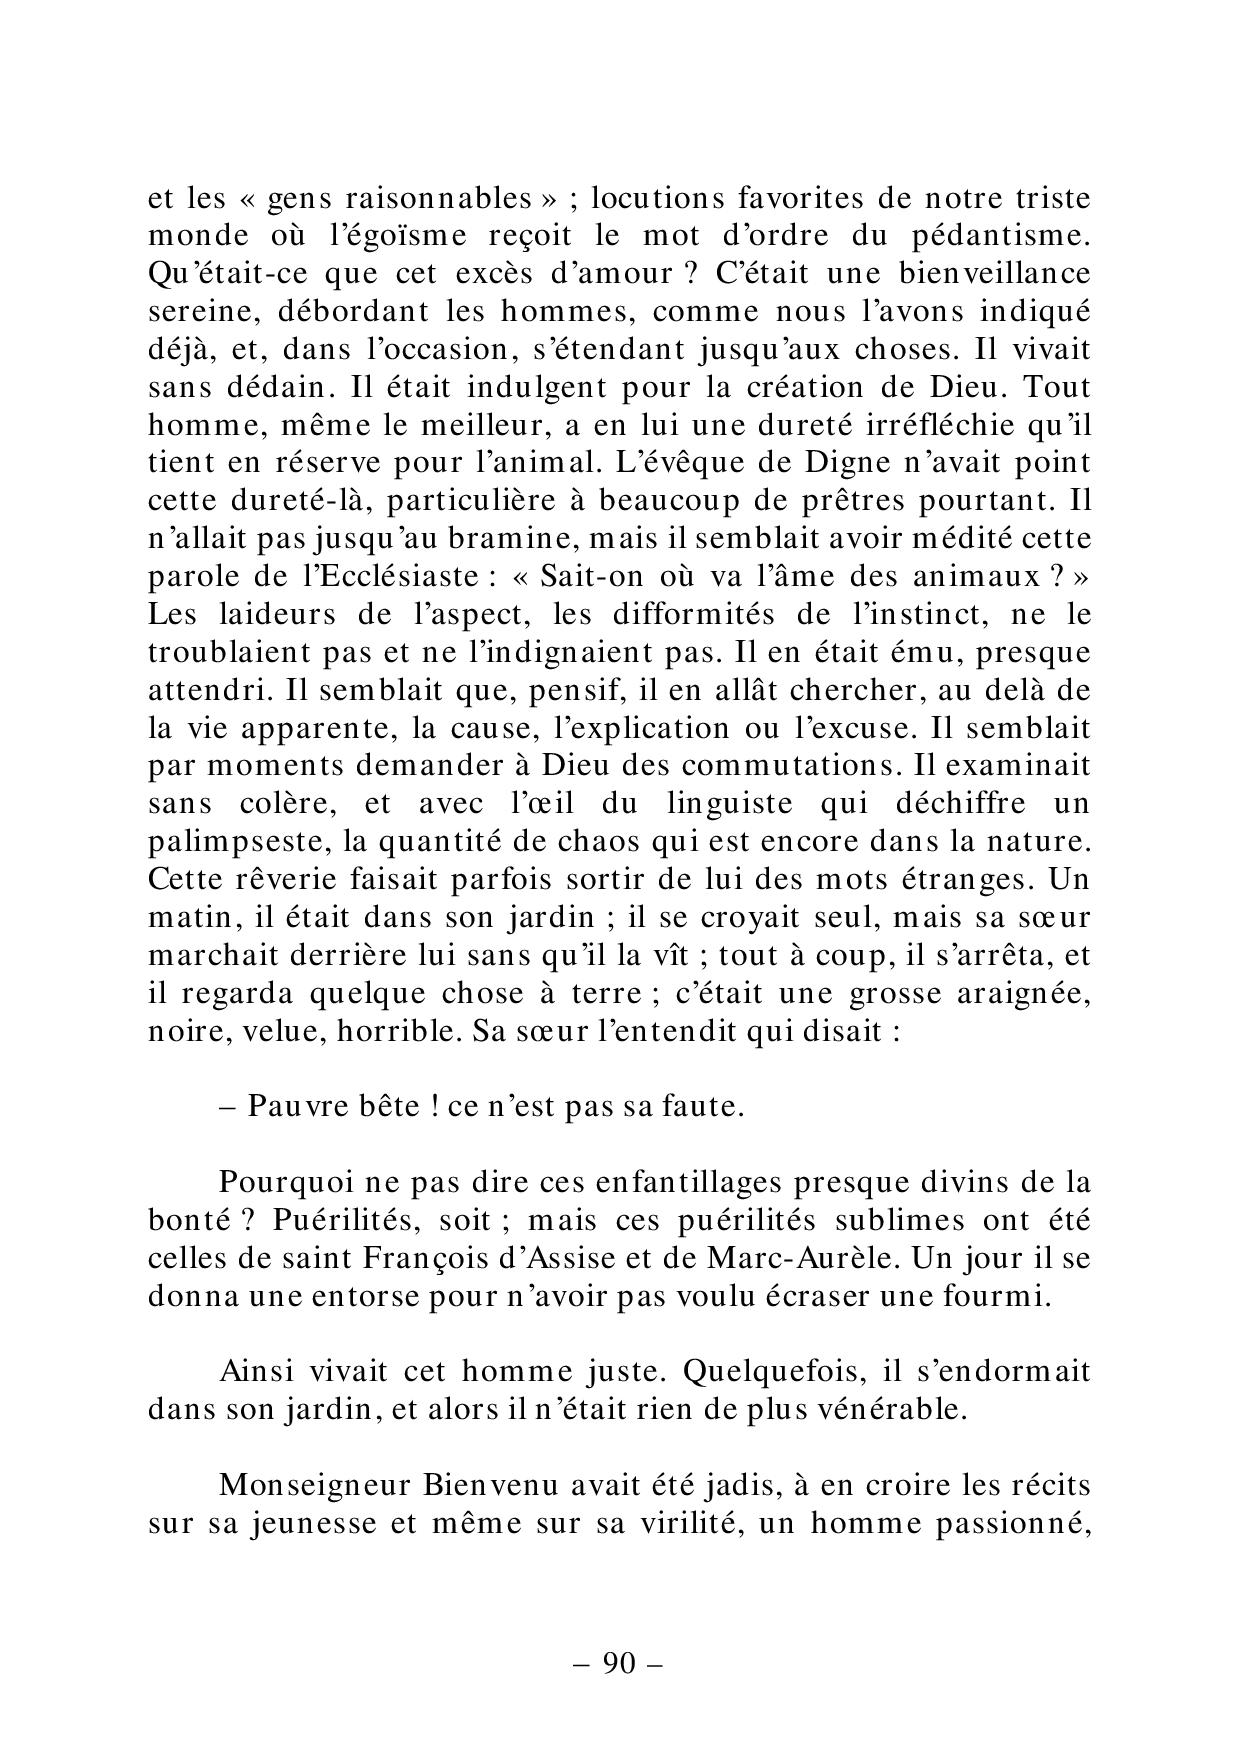 et les « gens raisonnables » ; locutions favorites de notre triste
monde où l’égoïsme reçoit le mot d’ordre du pédantisme.
Qu’était-ce que cet excès d’amour ? C’était une bienveillance
sereine, débordant les hommes, comme nous l’avons indiqué
déjà, et, dans l’occasion, s’étendant jusqu’aux choses. Il vivait
sans dédain. Il était indulgent pour la création de Dieu. Tout
homme, même le meilleur, a en lui une dureté irréfléchie qu’il
tient en réserve pour l’animal. L’évêque de Digne n’avait point
cette dureté-là, particulière à beaucoup de prêtres pourtant. Il
n’allait pas jusqu’au bramine, mais il semblait avoir médité cette
parole de l’Ecclésiaste : « Sait-on où va l’âme des animaux ? »
Les laideurs de l’aspect, les difformités de l’instinct, ne le
troublaient pas et ne l’indignaient pas. Il en était ému, presque
attendri. Il semblait que, pensif, il en allât chercher, au delà de
la vie apparente, la cause, l’explication ou l’excuse. Il semblait
par moments demander à Dieu des commutations. Il examinait
sans colère, et avec l’œil du linguiste qui déchiffre un
palimpseste, la quantité de chaos qui est encore dans la nature.
Cette rêverie faisait parfois sortir de lui des mots étranges. Un
matin, il était dans son jardin ; il se croyait seul, mais sa sœur
marchait derrière lui sans qu’il la vît ; tout à coup, il s’arrêta, et
il regarda quelque chose à terre ; c’était une grosse araignée,
noire, velue, horrible. Sa sœur l’entendit qui disait :
– Pauvre bête ! ce n’est pas sa faute.
Pourquoi ne pas dire ces enfantillages presque divins de la
bonté ? Puérilités, soit ; mais ces puérilités sublimes ont été
celles de saint François d’Assise et de Marc-Aurèle. Un jour il se
donna une entorse pour n’avoir pas voulu écraser une fourmi.
Ainsi vivait cet homme juste. Quelquefois, il s’endormait
dans son jardin, et alors il n’était rien de plus vénérable.
Monseigneur Bienvenu avait été jadis, à en croire les récits
sur sa jeunesse et même sur sa virilité, un homme passionné,
– 90 –